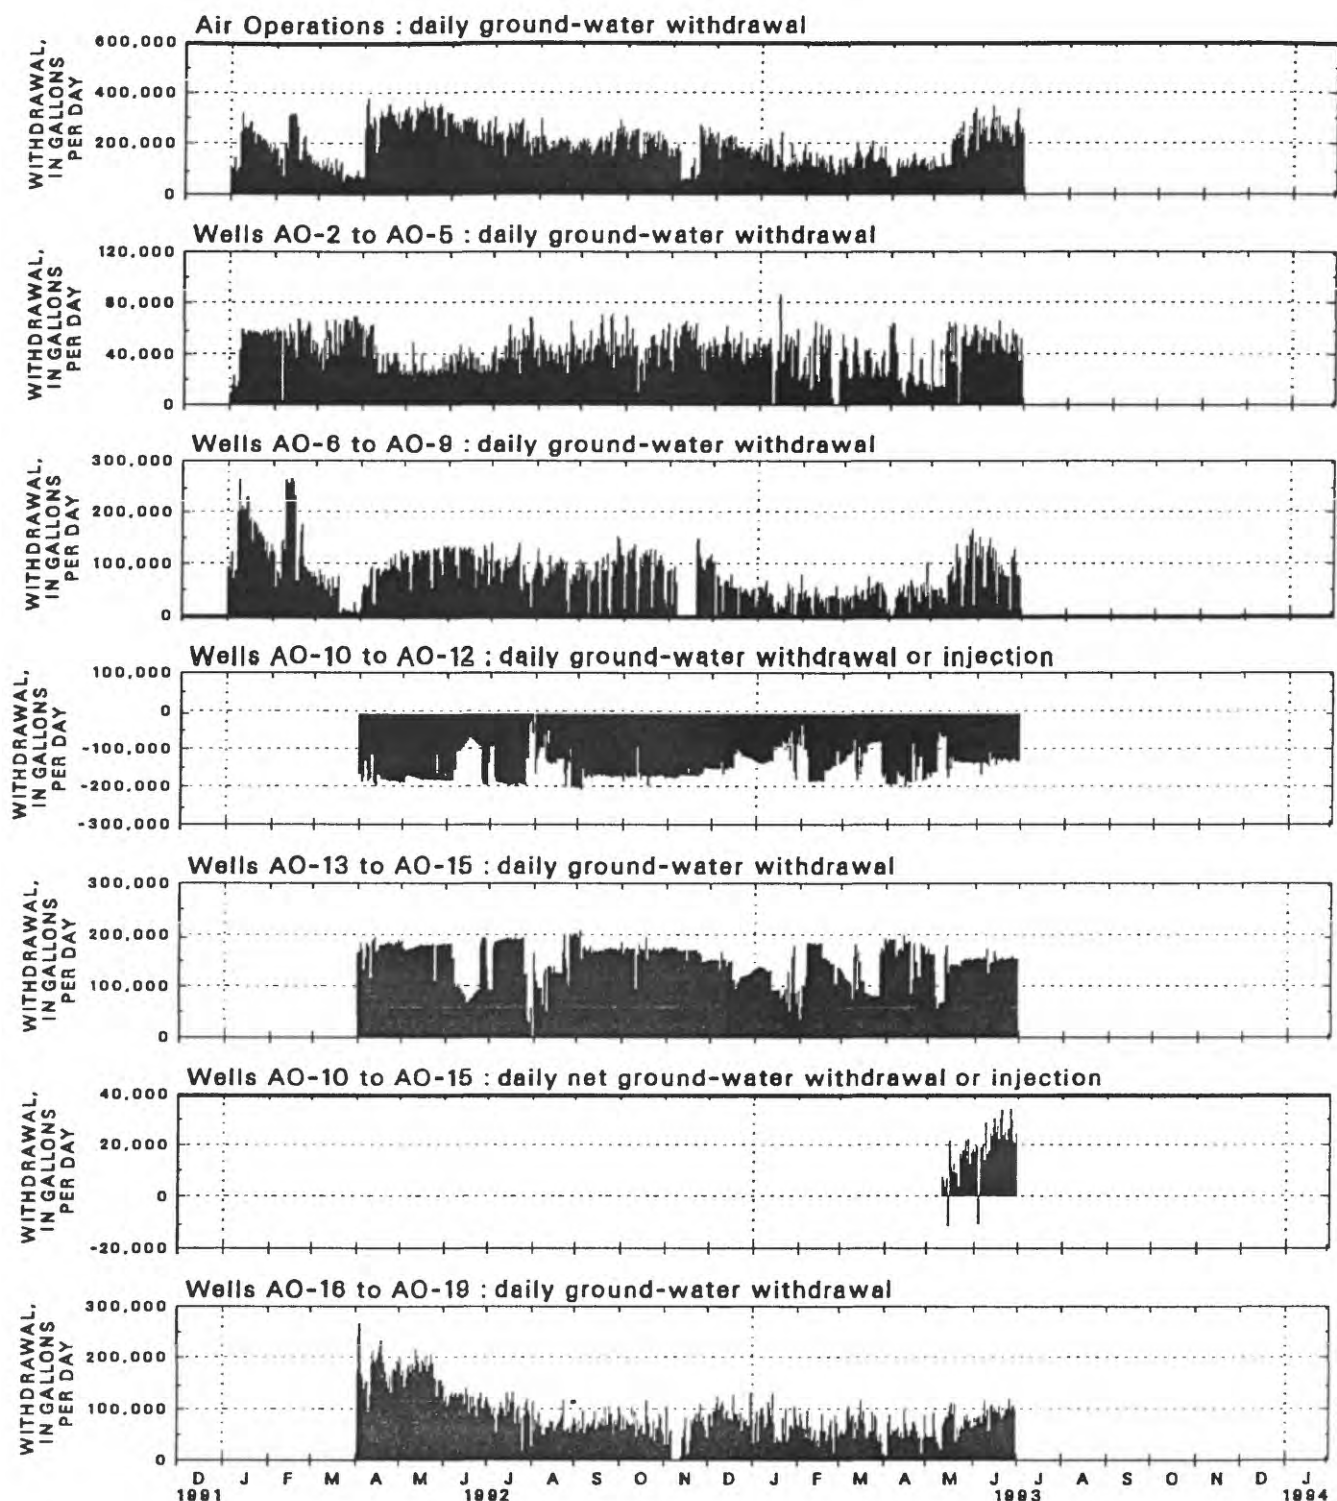 Air Operations : daily ground-water withdrawal
WITHDRAWAL,
IN GALLONS
PER DAY
600,000
400,000
200,000
0
Wells AO-2 to AO-5 : daily ground-water withdrawal
WITHDRAWAL,
IN GALLONS
PER DAY
120,000
80,000
40,000
0
Wells AO-6 to AO-9 : daily ground-water withdrawal
WITHDRAWAL,
IN GALLONS
PER DAY
300,000
200,000
100,000
0
Wells AO-10 to AO-12 : daily ground-water withdrawal or injection
WITHDRAWAL,
IN GALLONS
PER DAY
100,000
0
-100,000
-200,000
-300,000
Wells AO-13 to AO-15 : daily ground-water withdrawal
WITHDRAWAL,
IN GALLONS
PER DAY
300,000
200,000
100,000
0
Wells AO-10 to AO-15 : daily net ground-water withdrawal or injection
WITHDRAWAL,
IN GALLONS
PER DAY
40,000
20,000
0
-20,000
Wells AO-16 to AO-19 : daily ground-water withdrawal
WITHDRAWAL,
IN GALLONS
PER DAY
300,000
200,000
100,000
0
D J F M A M J J A S O N D J F M A M J J A S O N D J
1991 1992 1993 1994